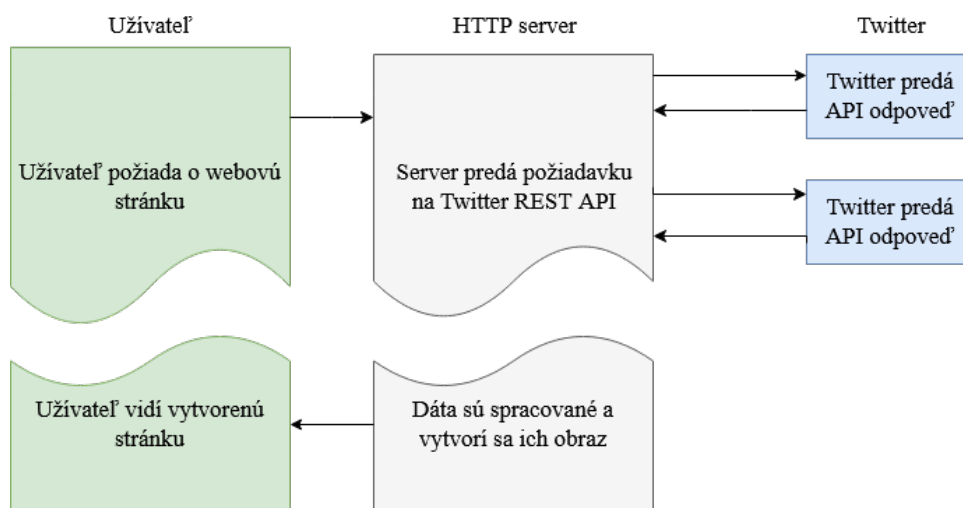 Užívateľ
HTTP server
Twitter
Užívateľ požiada o webovú
stránku
Server predá požiadavku
na Twitter REST API
Twitter predá
API odpoveď
Twitter predá
API odpoveď
Užívateľ vidí vytvorenú
stránku
Dáta sú spracované a
vytvorí sa ich obraz